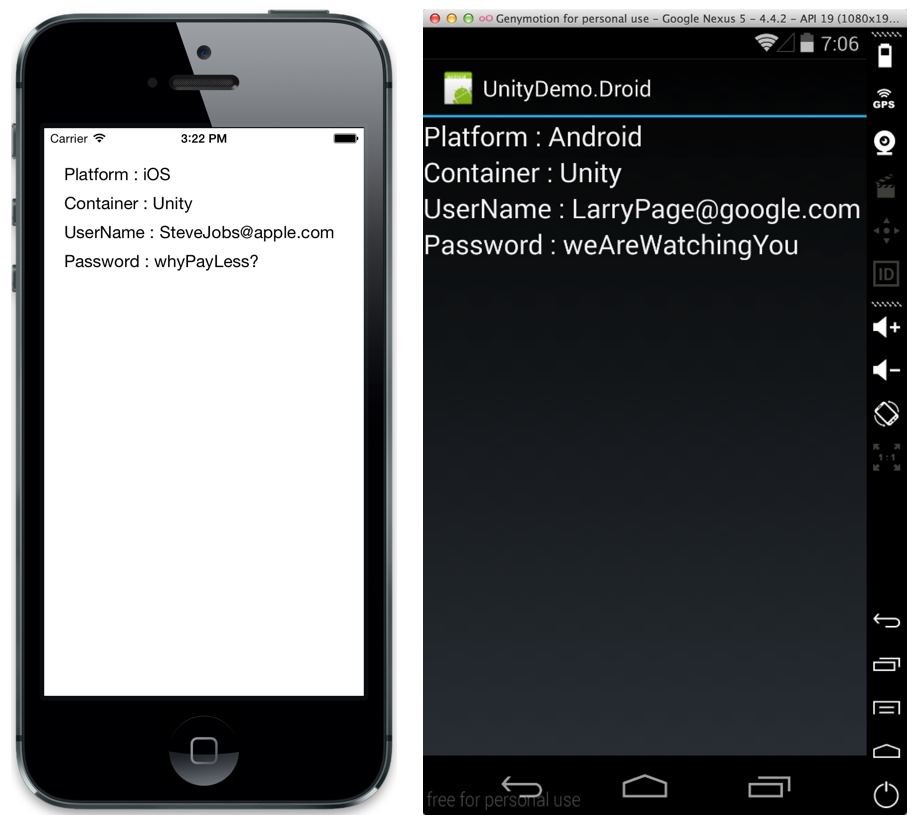 Carrier 3:22 PM
Platform : iOS
Container : Unity
UserName : SteveJobs@apple.com
Password : whyPayLess?
Genymotion for personal use - Google Nexus 5 - 4.4.2 - API 19 (1080x19...
7:06
UnityDemo.Droid
Platform : Android
Container : Unity
UserName : LarryPage@google.com
Password : weAreWatchingYou
GPS
ID
1:1
free for personal use